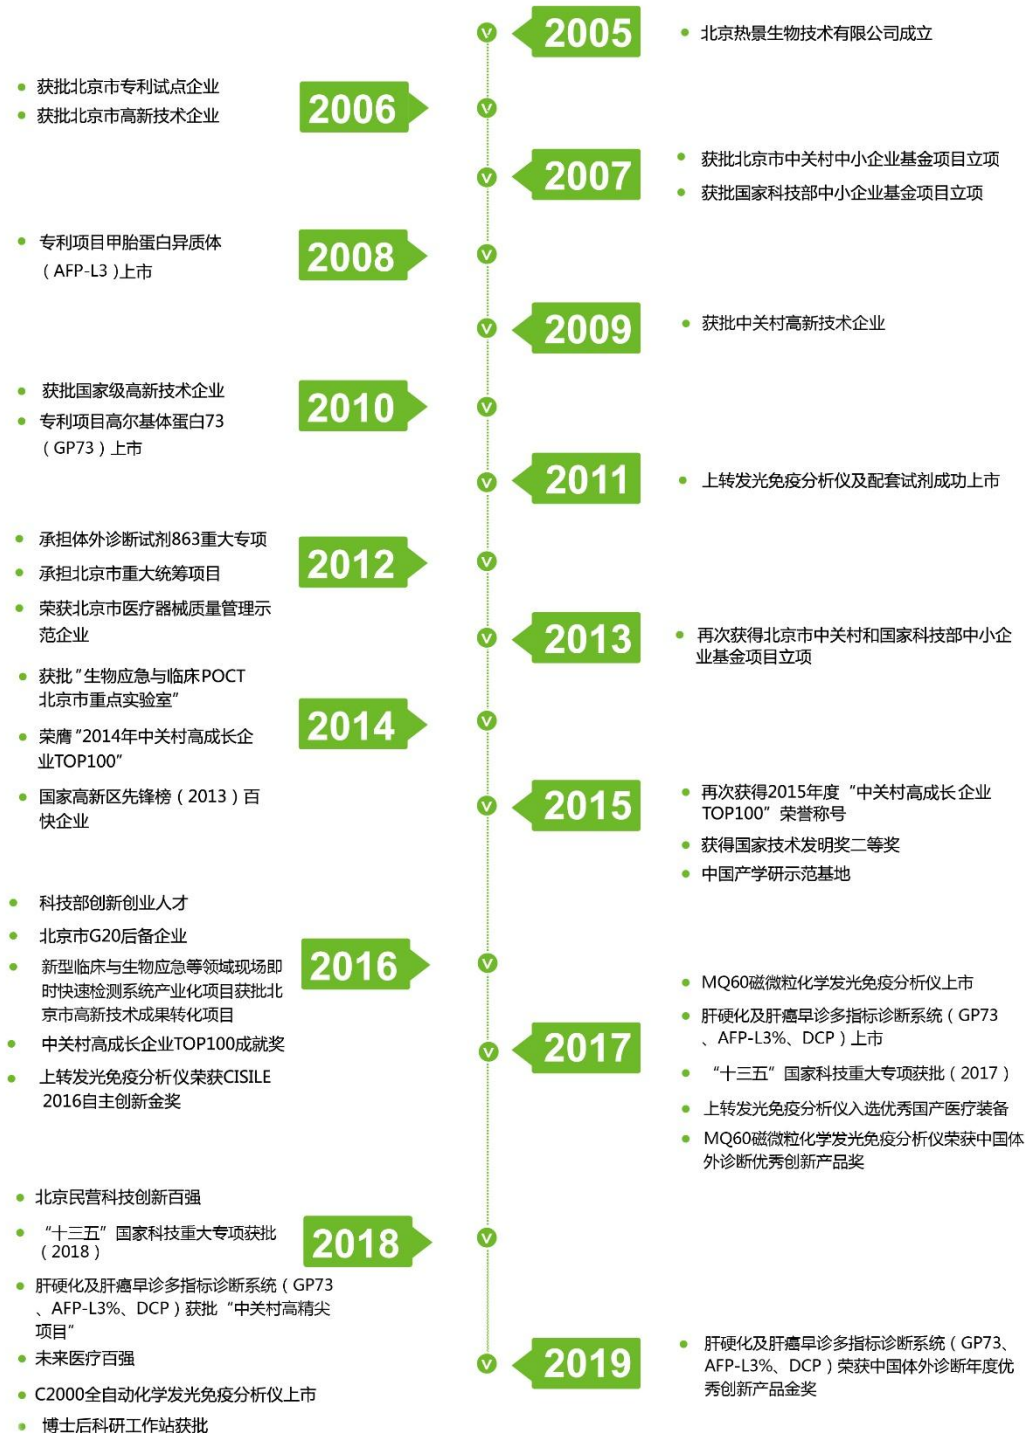 2005
北京热景生物技术有限公司成立
2006
获批北京市专利试点企业
获批北京市高新技术企业
2007
获批北京市中关村中小企业基金项目立项
获批国家科技部中小企业基金项目立项
2008
专利项目甲胎蛋白异质体
（AFP-L3）上市
2009
获批中关村高新技术企业
2010
获批国家级高新技术企业
专利项目高尔基体蛋白73
（GP73）上市
2011
上转发光免疫分析仪及配套试剂成功上市
2012
承担体外诊断试剂863重大专项
承担北京市重大统筹项目
荣获北京市医疗器械质量管理示
范企业
2013
再次获得北京市中关村和国家科技部中小企
业基金项目立项
2014
获批“生物应急与临床POCT
北京市重点实验室”
荣膺“2014年中关村高成长企
业TOP100”
国家高新区先锋榜（2013）百
快企业
2015
再次获得2015年度“中关村高成长企业
TOP100”荣誉称号
获得国家技术发明奖二等奖
中国产学研示范基地
2016
科技部创新创业人才
北京市G20后备企业
新型临床与生物应急等领域现场即
时快速检测系统产业化项目获批北
京市高新技术成果转化项目
中关村高成长企业TOP100成就奖
上转发光免疫分析仪荣获CISILE
2016自主创新金奖
2017
MQ60磁微粒化学发光免疫分析仪上市
肝硬化及肝癌早诊多指标诊断系统（GP73
、AFP-L3%、DCP）上市
“十三五”国家科技重大专项获批（2017）
上转发光免疫分析仪入选优秀国产医疗装备
MQ60磁微粒化学发光免疫分析仪荣获中国体
外诊断优秀创新产品奖
2018
北京民营科技创新百强
“十三五”国家科技重大专项获批
（2018）
肝硬化及肝癌早诊多指标诊断系统（GP73
、AFP-L3%、DCP）获批“中关村高精尖
项目”
未来医疗百强
C2000全自动化学发光免疫分析仪上市
博士后科研工作站获批
2019
肝硬化及肝癌早诊多指标诊断系统（GP73、
AFP-L3%、DCP）荣获中国体外诊断年度优
秀创新产品金奖